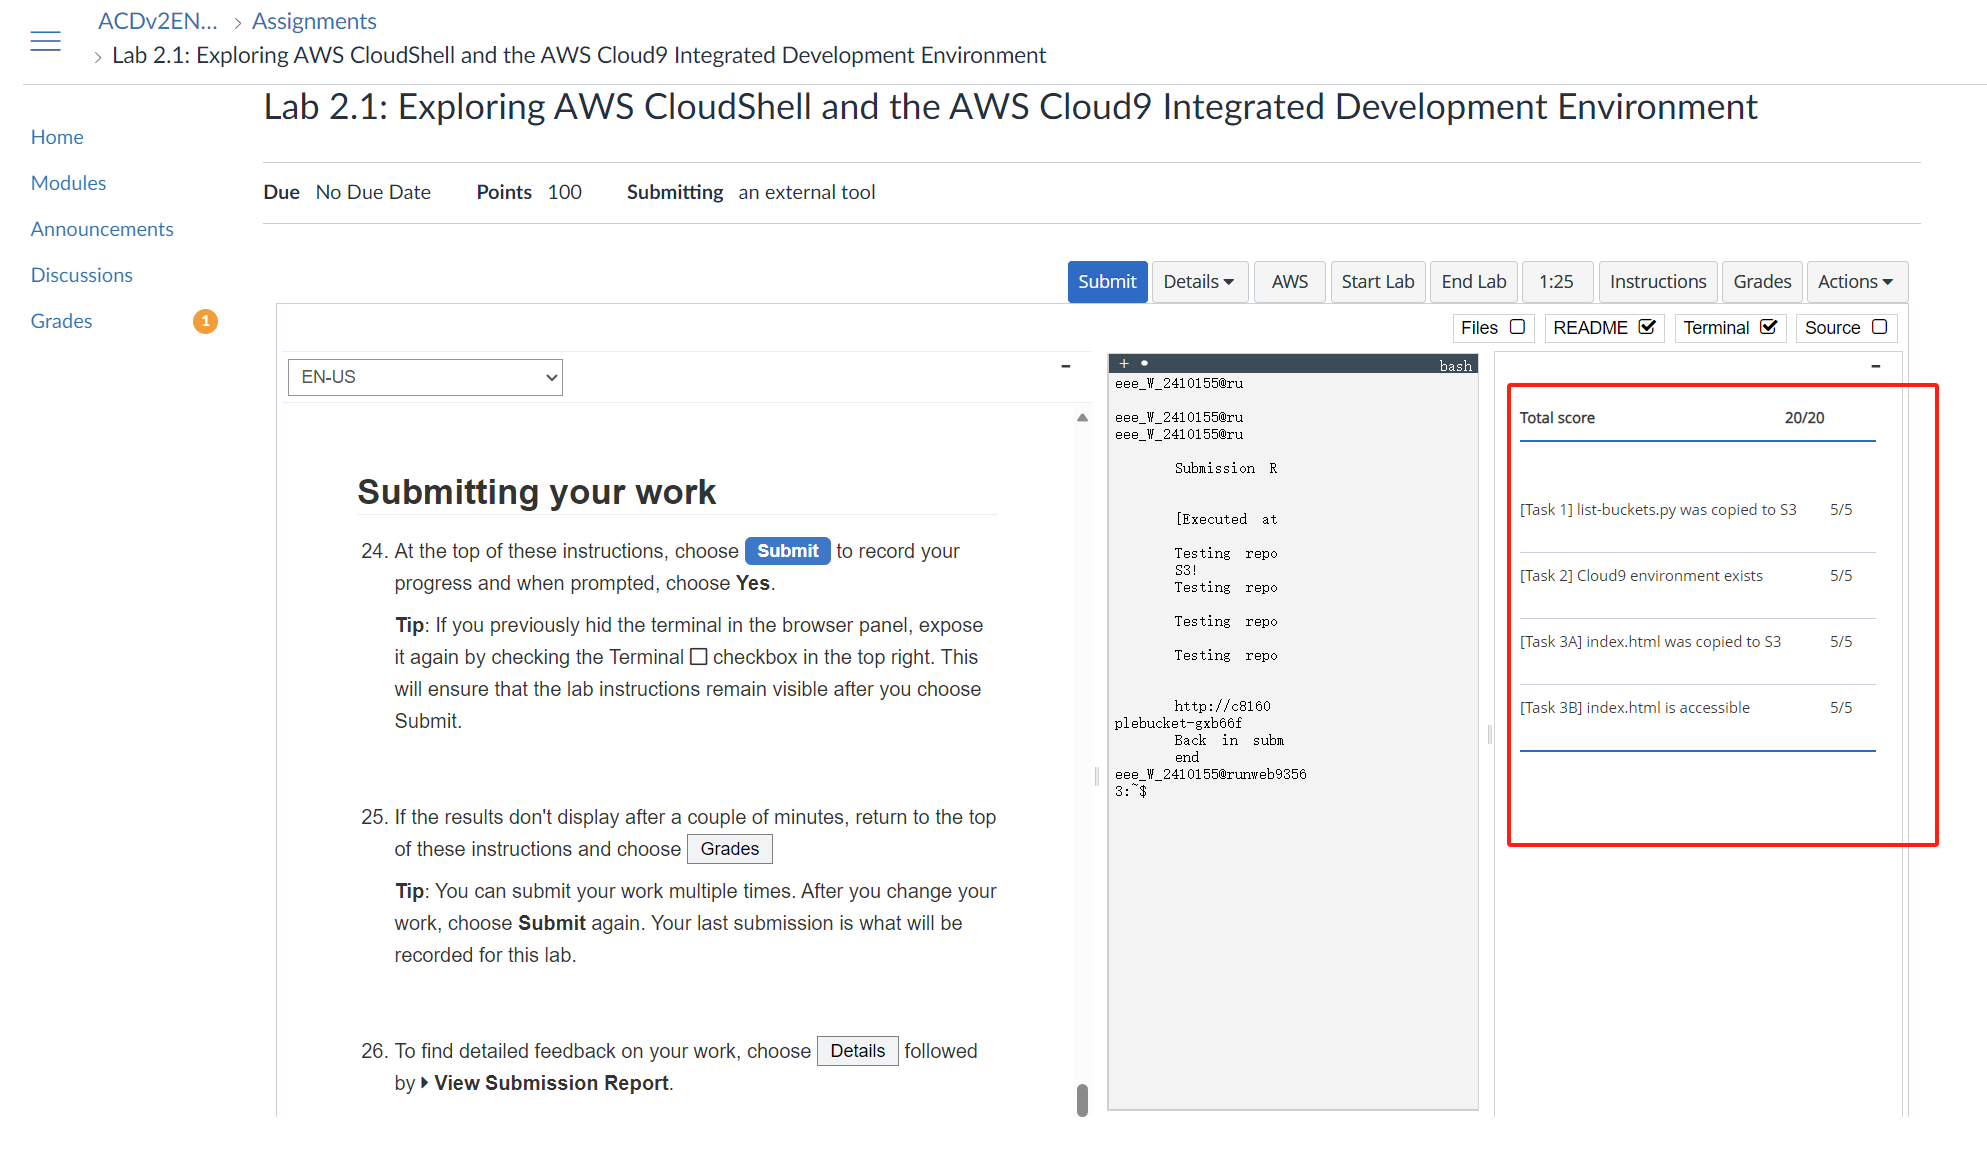 ACDv2EN... > Assignments
> Lab 2.1: Exploring AWS CloudShell and the AWS Cloud9 Integrated Development Environment
Lab 2.1: Exploring AWS CloudShell and the AWS Cloud9 Integrated Development Environment
Home
Modules
Announcements
Discussions
Grades 1
Due No Due Date Points 100 Submitting an external tool
Submit Details AWS Start Lab End Lab 1:25 Instructions Grades Actions
Files README Terminal Source
EN-US
Submitting your work
24. At the top of these instructions, choose Submit to record your
progress and when prompted, choose Yes.
Tip: If you previously hid the terminal in the browser panel, expose
it again by checking the Terminal checkbox in the top right. This
will ensure that the lab instructions remain visible after you choose
Submit.
25. If the results don't display after a couple of minutes, return to the top
of these instructions and choose Grades
Tip: You can submit your work multiple times. After you change your
work, choose Submit again. Your last submission is what will be
recorded for this lab.
26. To find detailed feedback on your work, choose Details followed
by View Submission Report.
bash
eee_W_2410155@ru
eee_W_2410155@ru
eee_W_2410155@ru
Submission R
[Executed at
Testing repo
S3!
Testing repo
Testing repo
Testing repo
http://c8160
plebucket-gxb66f
Back in subm
end
eee_W_2410155@runweb9356
3:~$
Total score 20/20
[Task 1] list-buckets.py was copied to S3 5/5
[Task 2] Cloud9 environment exists 5/5
[Task 3A] index.html was copied to S3 5/5
[Task 3B] index.html is accessible 5/5